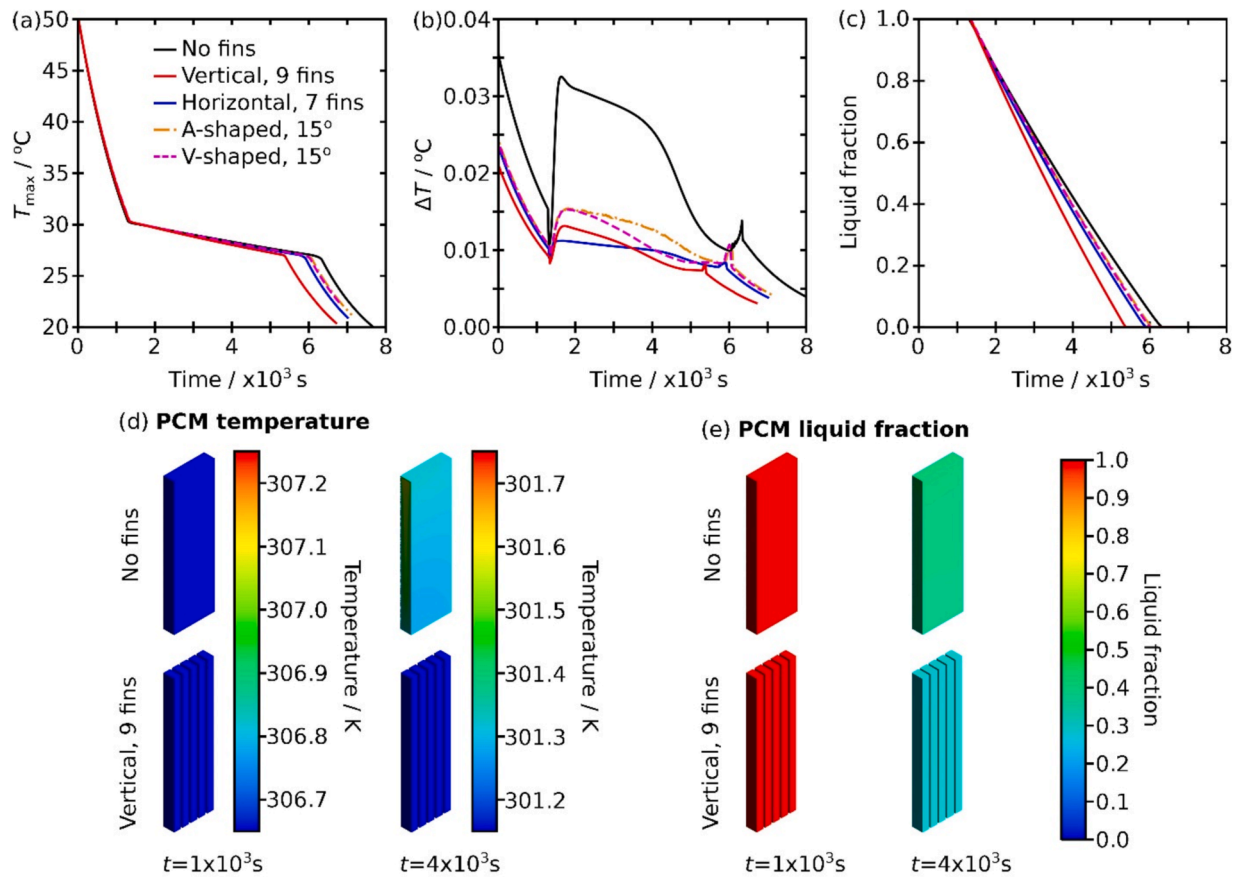 (a)
50
45
40
35
30
25
20
T_max / °C
0
2
4
6
8
Time / x10³ s
No fins
Vertical, 9 fins
Horizontal, 7 fins
A-shaped, 15°
V-shaped, 15°
(b)
0.04
0.03
0.02
0.01
0.00
ΔT / °C
0
2
4
6
8
Time / x10³ s
(c)
1.0
0.8
0.6
0.4
0.2
0.0
Liquid fraction
0
2
4
6
8
Time / x10³ s
(d) PCM temperature
No fins
Vertical, 9 fins
307.2
307.1
307.0
306.9
306.8
306.7
Temperature / K
301.7
301.6
301.5
301.4
301.3
301.2
Temperature / K
t=1x10³s
t=4x10³s
(e) PCM liquid fraction
No fins
Vertical, 9 fins
1.0
0.9
0.8
0.7
0.6
0.5
0.4
0.3
0.2
0.1
0.0
Liquid fraction
t=1x10³s
t=4x10³s